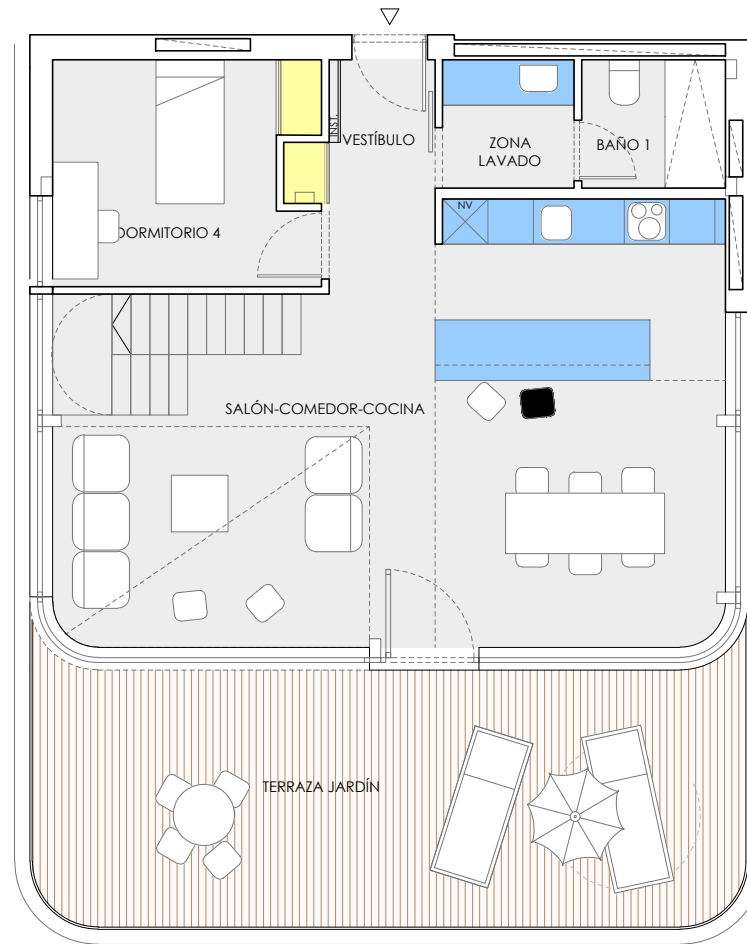 INST.
VESTÍBULO
ZONA
LAVADO
BAÑO 1
NV
DORMITORIO 4
SALÓN-COMEDOR-COCINA
TERRAZA JARDÍN